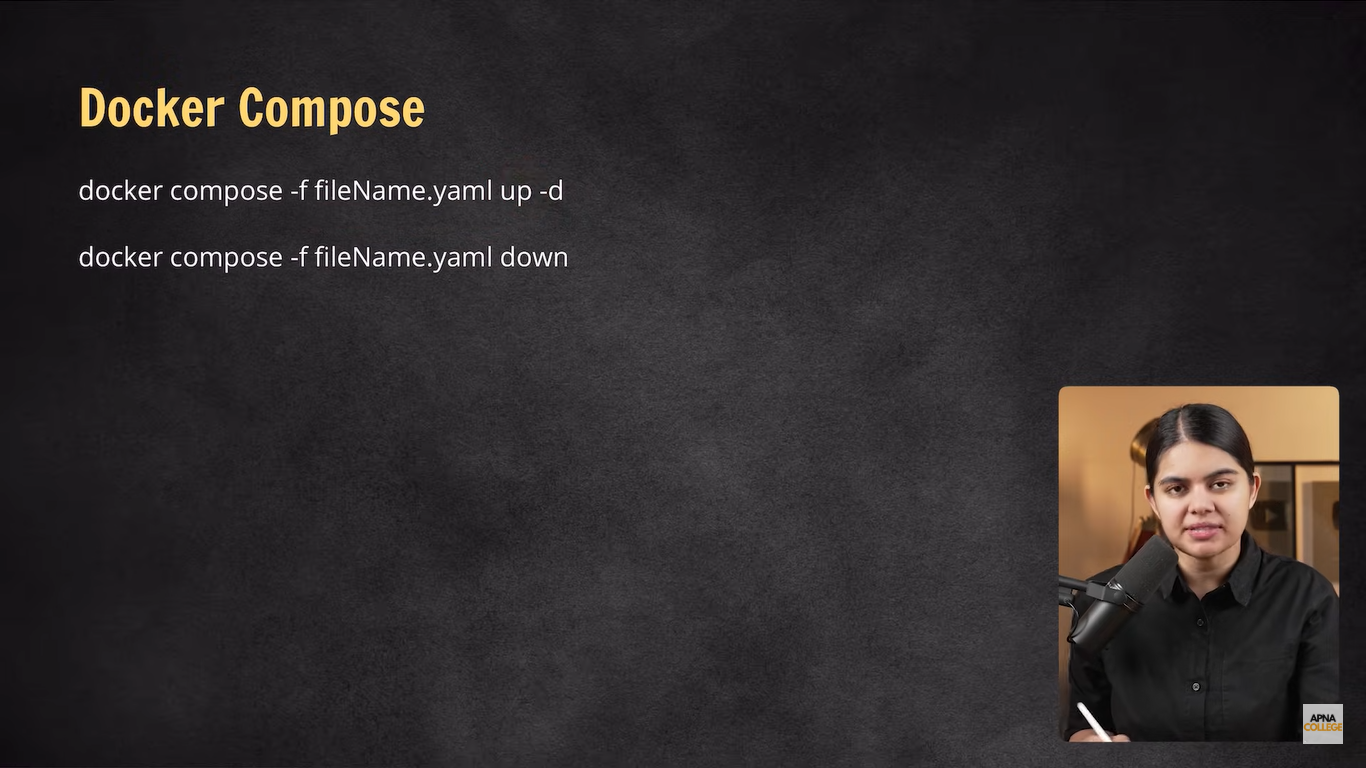 Docker Compose
docker compose -f fileName.yaml up -d
docker compose -f fileName.yaml down
APNA
COLLEGE